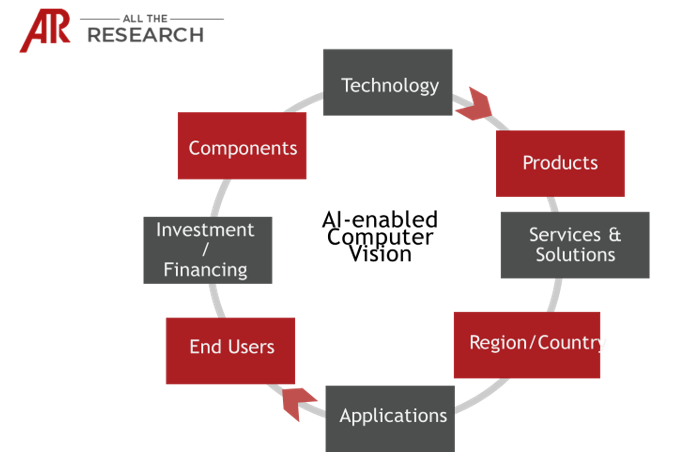 AR
ALL THE
RESEARCH
Technology
Components
Products
AI-enabled
Computer
Vision
Investment
/
Financing
Services &
Solutions
End Users
Region/Country
Applications